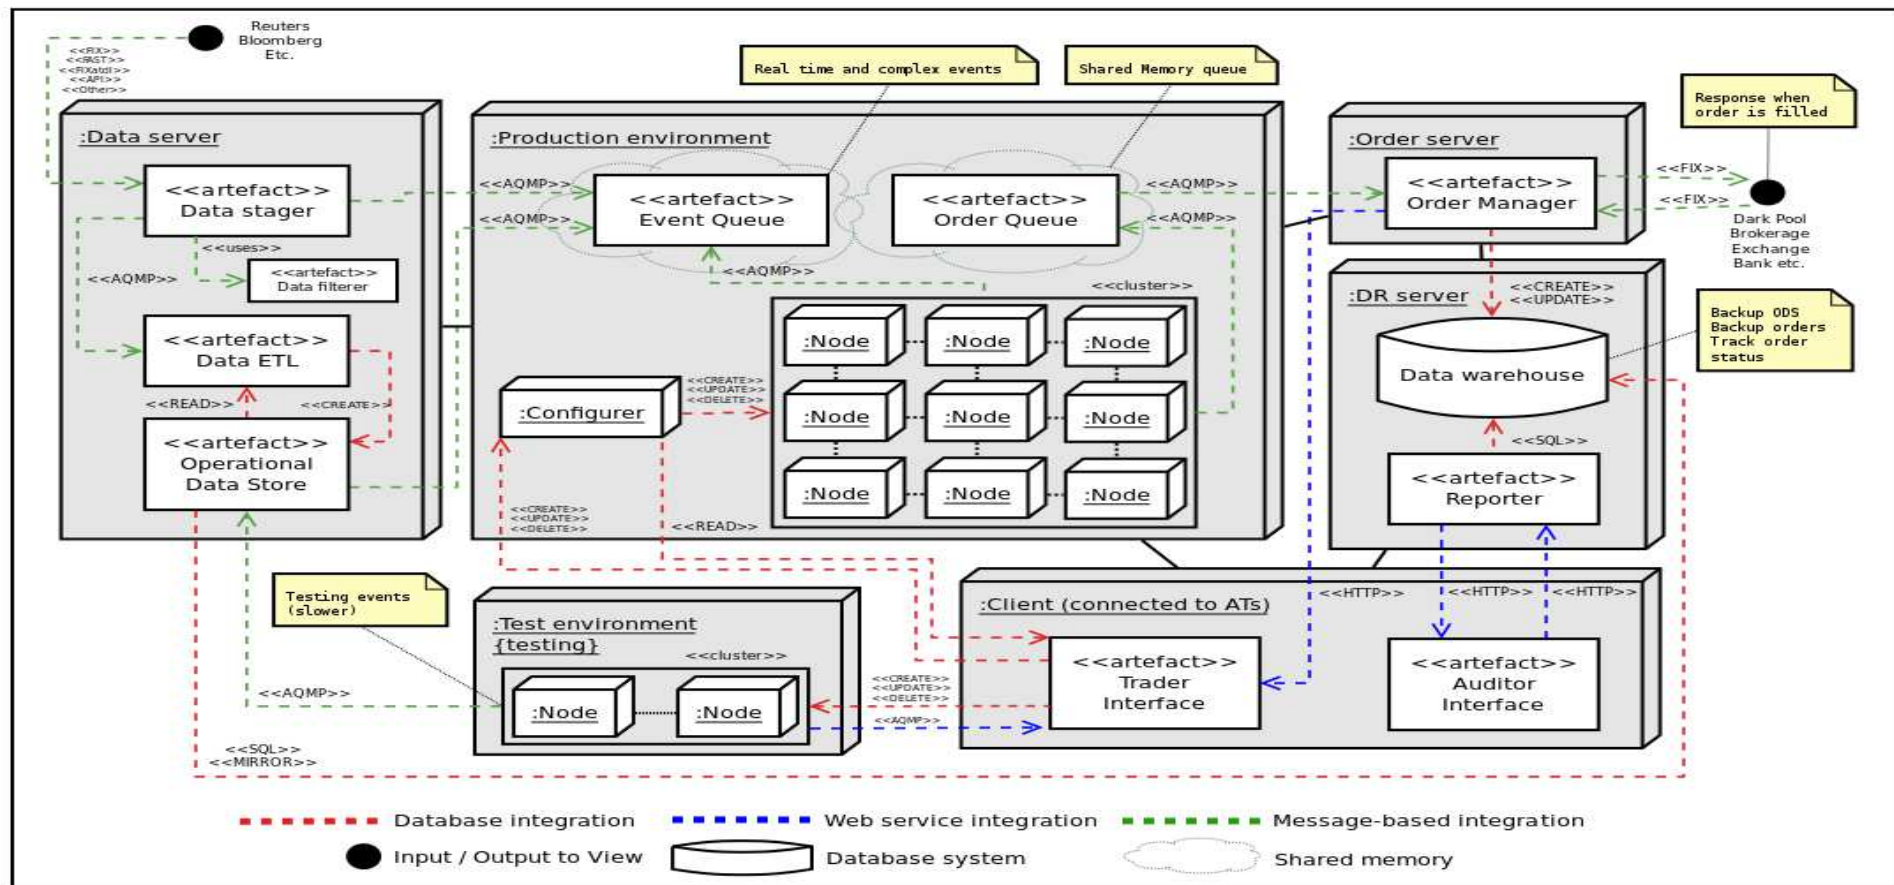 Reuters
Bloomberg
Etc.
<<FIX>>
<<FAST>>
<<FIXatdl>>
<<API>>
<<Other>>
Real time and complex events
Shared Memory queue
Response when
order is filled
:Data server
<<artefact>>
Data stager
<<uses>>
<<artefact>>
Data filterer
<<AQMP>>
<<artefact>>
Data ETL
<<READ>>
<<CREATE>>
<<artefact>>
Operational
Data Store
:Production environment
<<AQMP>>
<<AQMP>>
<<artefact>>
Event Queue
<<artefact>>
Order Queue
<<AQMP>>
<<AQMP>>
<<AQMP>>
<<cluster>>
:Node
:Node
:Node
:Node
:Node
:Node
:Node
:Node
:Node
:Configurer
<<CREATE>>
<<UPDATE>>
<<DELETE>>
<<CREATE>>
<<UPDATE>>
<<DELETE>>
<<READ>>
:Order server
<<artefact>>
Order Manager
<<FIX>>
<<FIX>>
Dark Pool
Brokerage
Exchange
Bank etc.
:DR server
<<CREATE>>
<<UPDATE>>
Data warehouse
Backup ODS
Backup orders
Track order
status
<<SQL>>
<<artefact>>
Reporter
Testing events
(slower)
:Test environment
{testing}
<<cluster>>
:Node
:Node
<<AQMP>>
<<CREATE>>
<<UPDATE>>
<<DELETE>>
<<AQMP>>
:Client (connected to ATs)
<<HTTP>>
<<HTTP>>
<<HTTP>>
<<artefact>>
Trader
Interface
<<artefact>>
Auditor
Interface
<<SQL>>
<<MIRROR>>
Database integration
Web service integration
Message-based integration
Input / Output to View
Database system
Shared memory